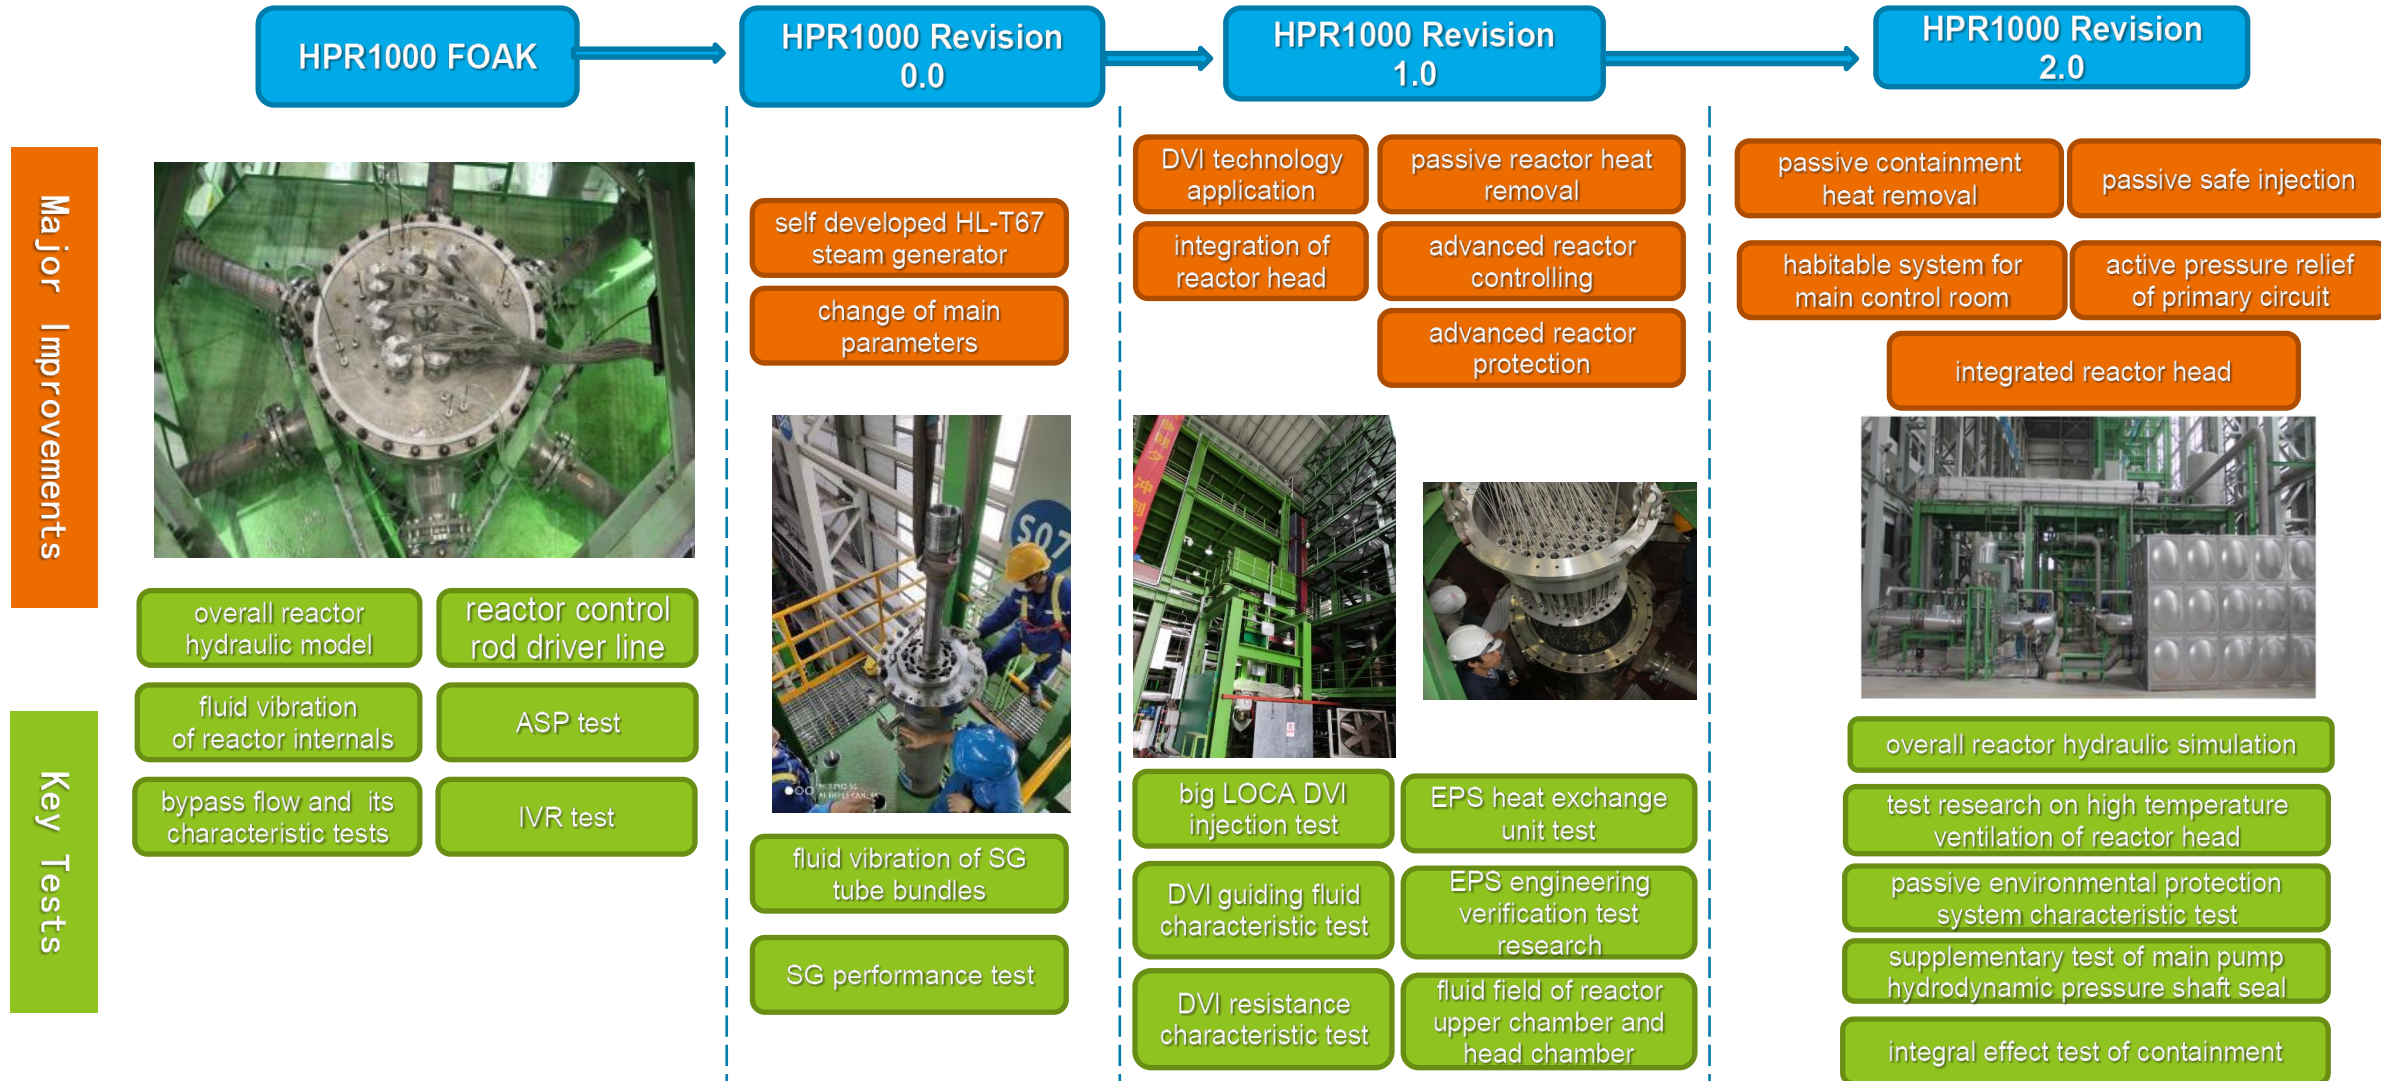 HPR1000 FOAK
HPR1000 Revision
0.0
HPR1000 Revision
1.0
HPR1000 Revision
2.0
Major Improvements
self developed HL-T67
steam generator
change of main
parameters
DVI technology
application
passive reactor heat
removal
integration of
reactor head
advanced reactor
controlling
advanced reactor
protection
passive containment
heat removal
passive safe injection
habitable system for
main control room
active pressure relief
of primary circuit
integrated reactor head
S07
冲
刺
Key Tests
overall reactor
hydraulic model
reactor control
rod driver line
fluid vibration
of reactor internals
ASP test
bypass flow and its
characteristic tests
IVR test
fluid vibration of SG
tube bundles
SG performance test
big LOCA DVI
injection test
EPS heat exchange
unit test
DVI guiding fluid
characteristic test
EPS engineering
verification test
research
DVI resistance
characteristic test
fluid field of reactor
upper chamber and
head chamber
overall reactor hydraulic simulation
test research on high temperature
ventilation of reactor head
passive environmental protection
system characteristic test
supplementary test of main pump
hydrodynamic pressure shaft seal
integral effect test of containment